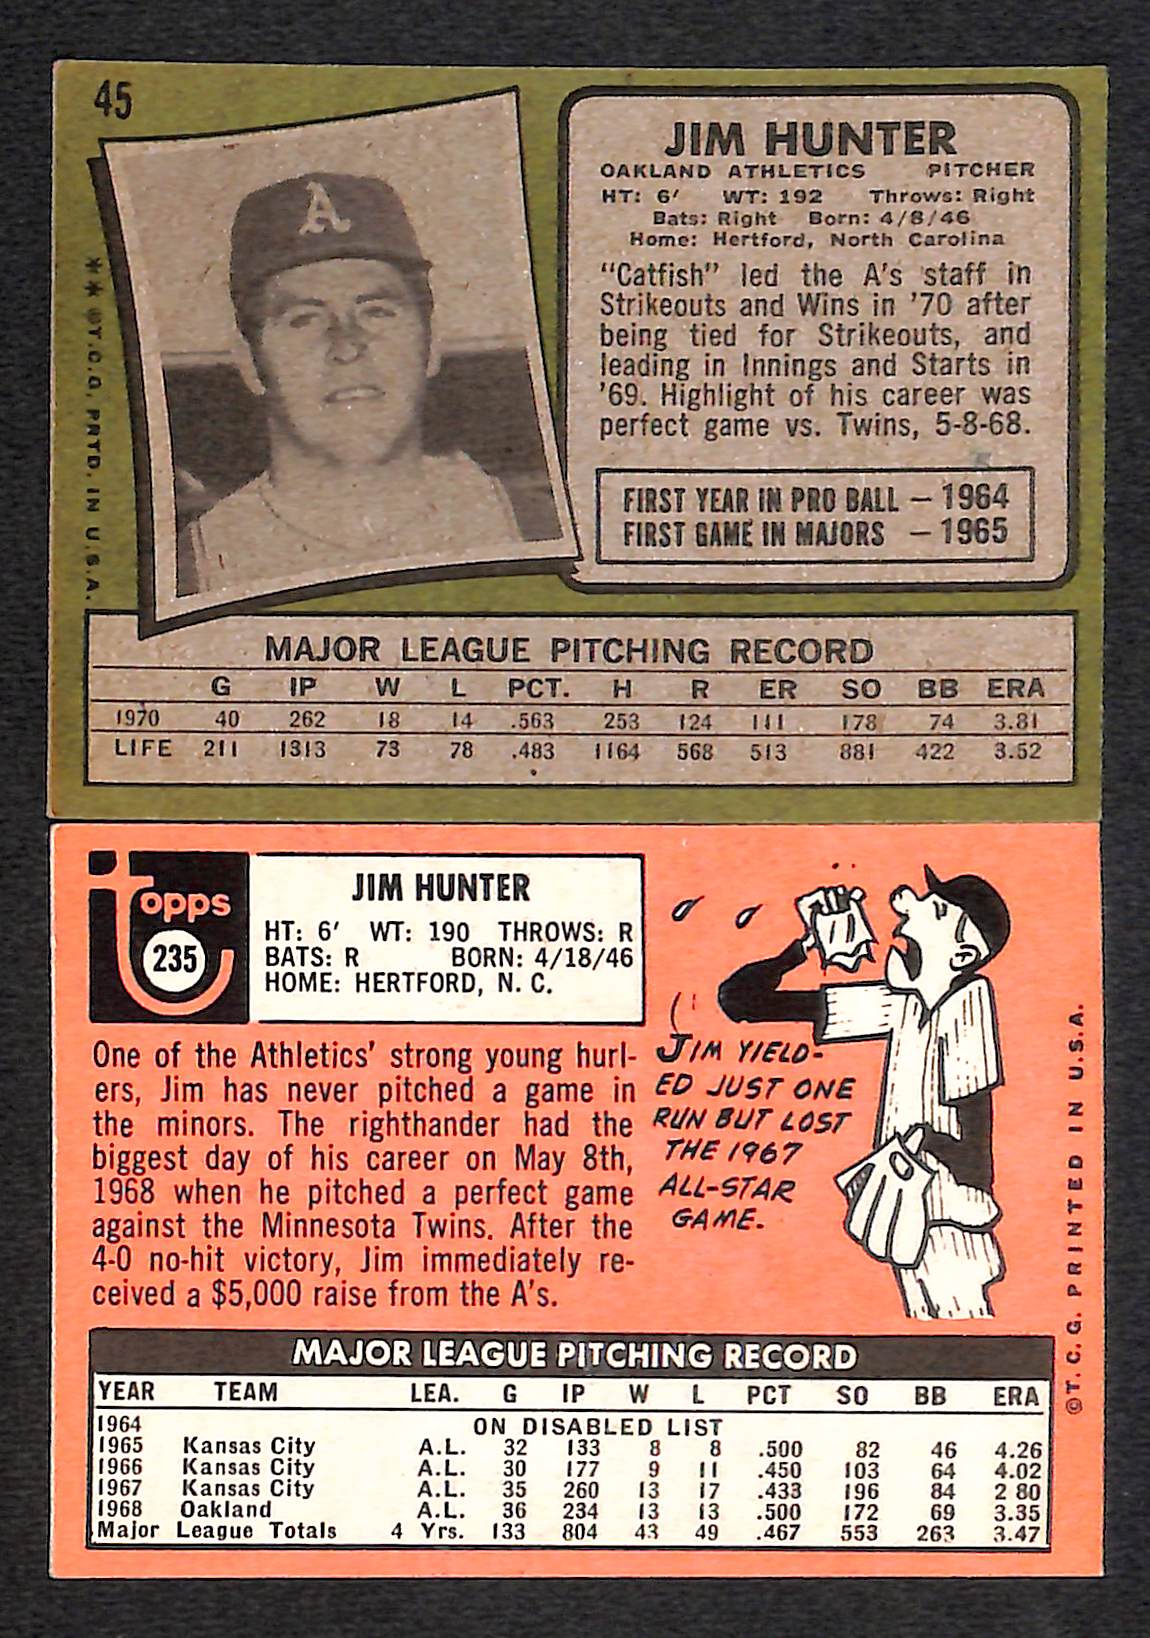 45
JIM HUNTER
OAKLAND ATHLETICS PITCHER
HT: 6' WT: 192 Throws: Right
Bats: Right Born: 4/8/46
Home: Hertford, North Carolina
"Catfish" led the A's staff in
Strikeouts and Wins in '70 after
being tied for Strikeouts, and
leading in Innings and Starts in
'69. Highlight of his career was
perfect game vs. Twins, 5-8-68.
FIRST YEAR IN PRO BALL – 1964
FIRST GAME IN MAJORS – 1965
A
** ©T.C.G. PRTD. IN U.S.A.
MAJOR LEAGUE PITCHING RECORD
G IP W L PCT. H R ER SO BB ERA
1970 40 262 18 14 .563 253 124 111 178 74 3.81
LIFE 211 1313 73 78 .483 1164 568 513 881 422 3.52
Topps
235
JIM HUNTER
HT: 6' WT: 190 THROWS: R
BATS: R BORN: 4/18/46
HOME: HERTFORD, N. C.
One of the Athletics' strong young hurl-
ers, Jim has never pitched a game in
the minors. The righthander had the
biggest day of his career on May 8th,
1968 when he pitched a perfect game
against the Minnesota Twins. After the
4-0 no-hit victory, Jim immediately re-
ceived a $5,000 raise from the A's.
JIM YIELD-
ED JUST ONE
RUN BUT LOST
THE 1967
ALL-STAR
GAME.
©T. C. G. PRINTED IN U.S.A.
MAJOR LEAGUE PITCHING RECORD
YEAR TEAM LEA. G IP W L PCT SO BB ERA
1964 ON DISABLED LIST
1965 Kansas City A.L. 32 133 8 8 .500 82 46 4.26
1966 Kansas City A.L. 30 177 9 11 .450 103 64 4.02
1967 Kansas City A.L. 35 260 13 17 .433 196 84 2 80
1968 Oakland A.L. 36 234 13 13 .500 172 69 3.35
Major League Totals 4 Yrs. 133 804 43 49 .467 553 263 3.47